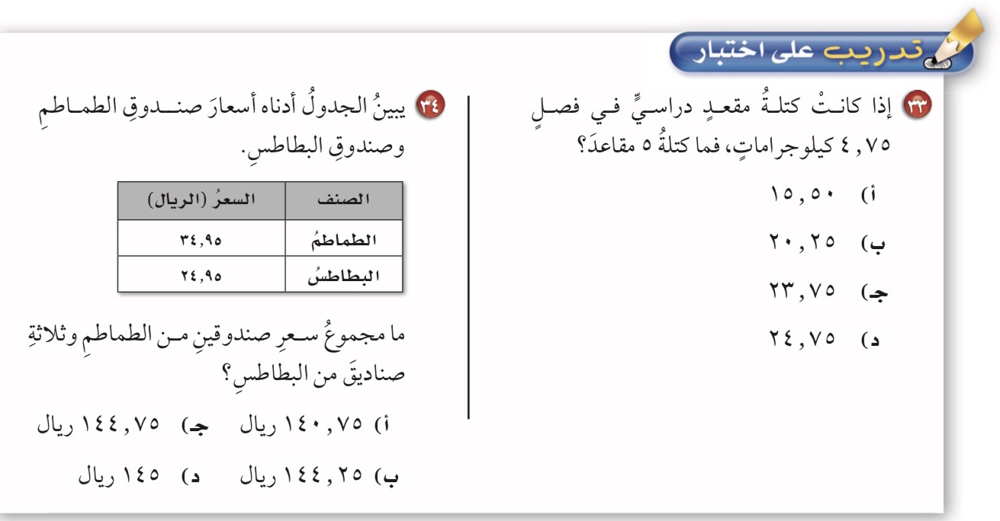 تدريب على اختبار
٣٣ إذا كانتْ كتلةُ مقعدٍ دراسيٍّ في فصلٍ
٤,٧٥ كيلوجراماتٍ، فما كتلةُ ٥ مقاعدَ؟
أ) ١٥,٥٠
ب) ٢٠,٢٥
جـ) ٢٣,٧٥
د) ٢٤,٧٥
٣٤ يبينُ الجدولُ أدناه أسعارَ صندوقِ الطماطمِ
وصندوقِ البطاطسِ.
الصنف السعرُ (الريال)
الطماطمُ ٣٤,٩٥
البطاطسُ ٢٤,٩٥
ما مجموعُ سعرِ صندوقينِ من الطماطمِ وثلاثةِ
صناديقَ من البطاطسِ؟
أ) ١٤٠,٧٥ ريال جـ) ١٤٤,٧٥ ريال
ب) ١٤٤,٢٥ ريال د) ١٤٥ ريال